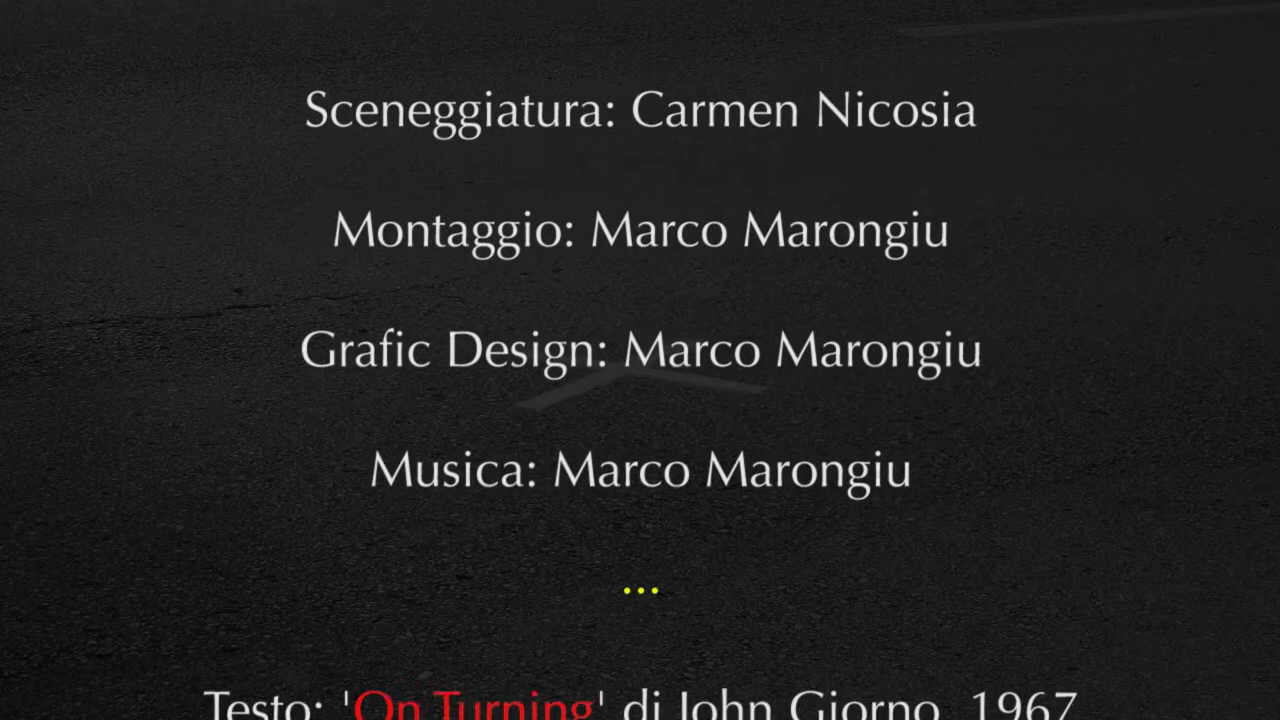 Sceneggiatura: Carmen Nicosia
Montaggio: Marco Marongiu
Grafic Design: Marco Marongiu
Musica: Marco Marongiu
...
Testo: 'On Turning' di John Giorno, 1967